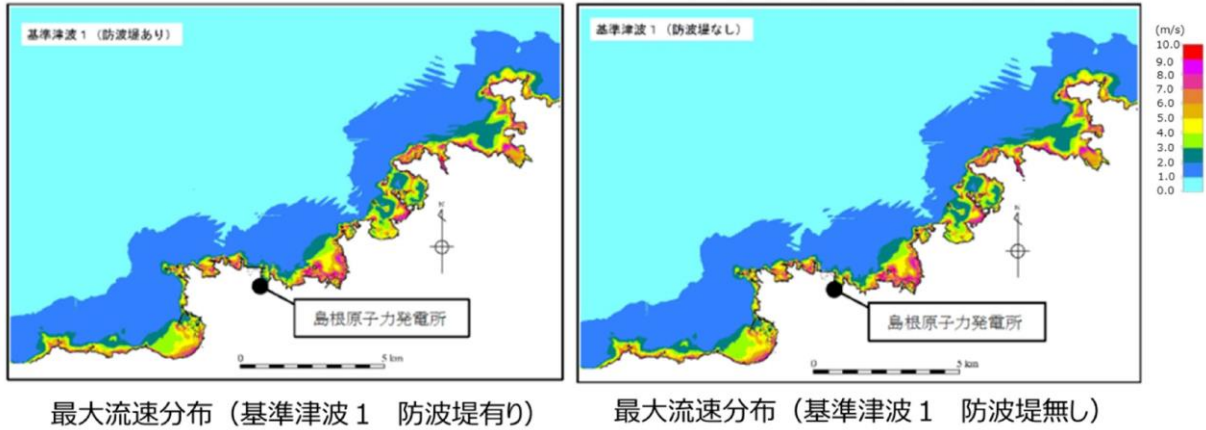 基準津波１（防波堤あり）
N
島根原子力発電所
0
5 km
最大流速分布（基準津波１　防波堤有り）
基準津波１（防波堤なし）
N
島根原子力発電所
0
5 km
最大流速分布（基準津波１　防波堤無し）
(m/s)
10.0
9.0
8.0
7.0
6.0
5.0
4.0
3.0
2.0
1.0
0.0